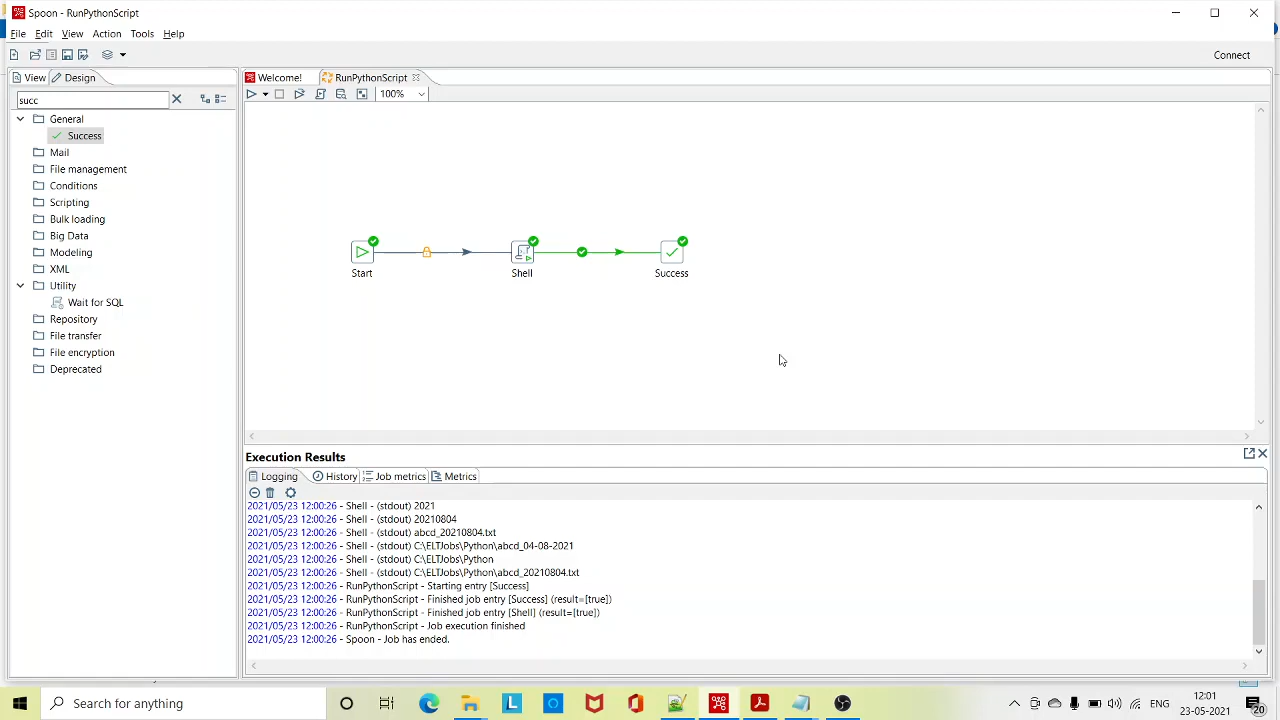 Spoon - RunPythonScript
File Edit View Action Tools Help
Connect
View Design
Welcome! RunPythonScript
succ
100%
General
Success
Mail
File management
Conditions
Scripting
Bulk loading
Big Data
Modeling
XML
Utility
Wait for SQL
Repository
File transfer
File encryption
Deprecated
Start Shell Success
Execution Results
Logging History Job metrics Metrics
2021/05/23 12:00:26 - Shell - (stdout) 2021
2021/05/23 12:00:26 - Shell - (stdout) 20210804
2021/05/23 12:00:26 - Shell - (stdout) abcd_20210804.txt
2021/05/23 12:00:26 - Shell - (stdout) C:\ELTJobs\Python\abcd_04-08-2021
2021/05/23 12:00:26 - Shell - (stdout) C:\ELTJobs\Python
2021/05/23 12:00:26 - Shell - (stdout) C:\ELTJobs\Python\abcd_20210804.txt
2021/05/23 12:00:26 - RunPythonScript - Starting entry [Success]
2021/05/23 12:00:26 - RunPythonScript - Finished job entry [Success] (result=[true])
2021/05/23 12:00:26 - RunPythonScript - Finished job entry [Shell] (result=[true])
2021/05/23 12:00:26 - RunPythonScript - Job execution finished
2021/05/23 12:00:26 - Spoon - Job has ended.
Search for anything
ENG
12:01
23-05-2021
20